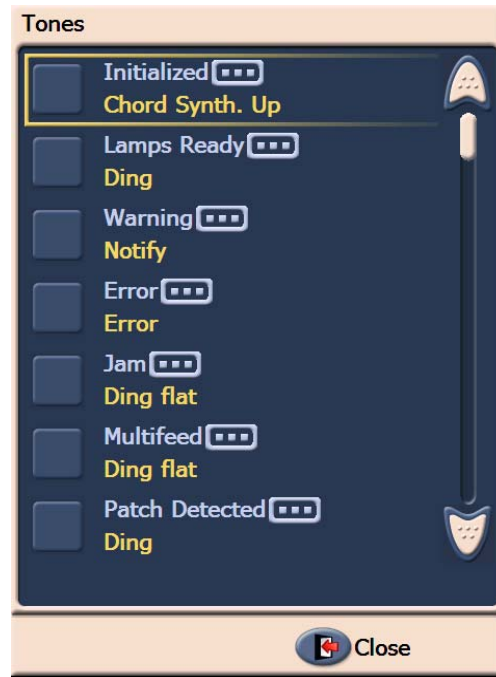 Tones
Initialized
Chord Synth. Up
Lamps Ready
Ding
Warning
Notify
Error
Error
Jam
Ding flat
Multifeed
Ding flat
Patch Detected
Ding
Close